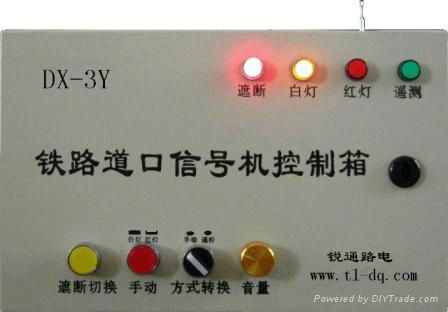 DX-3Y
遮断 白灯 红灯 遥测
铁路道口信号机控制箱
白灯 红灯 手动 遥控
遮断切换 手动 方式转换 音量
锐通路电
www.tl-dq.com
Powered by DIYTrade.com